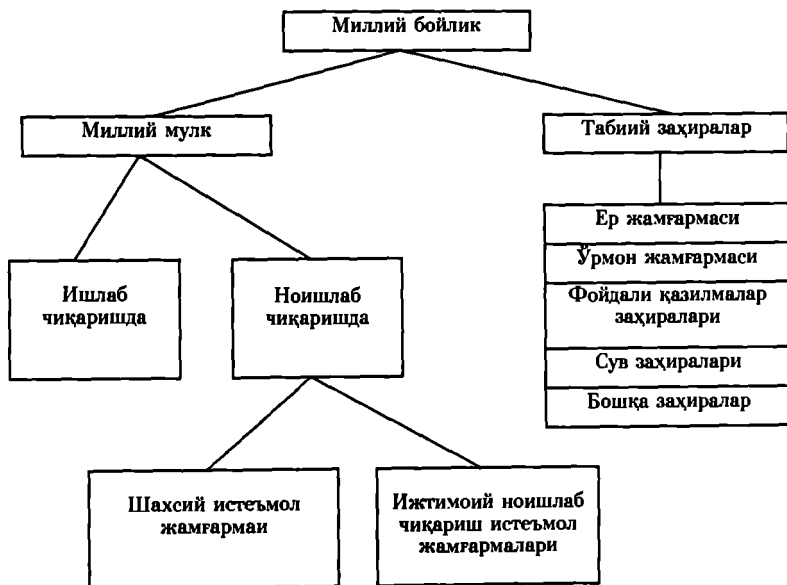 Миллий бойлик
Миллий мулк
Табиий заҳиралар
Ер жамғармаси
Ўрмон жамғармаси
Фойдали қазилмалар
заҳиралари
Сув заҳиралари
Бошқа заҳиралар
Ишлаб
чиқаришда
Ноишлаб
чиқаришда
Шахсий истеъмол
жамғармаи
Ижтимоий ноишлаб
чиқариш истеъмол
жамғармалари